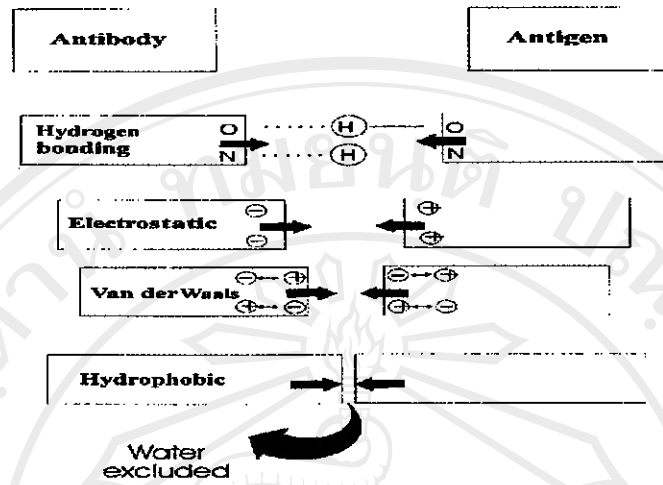 Antibody
Antigen
Hydrogen
bonding
O
N
H
H
O
N
Electrostatic
Van der Waals
Hydrophobic
Water
excluded